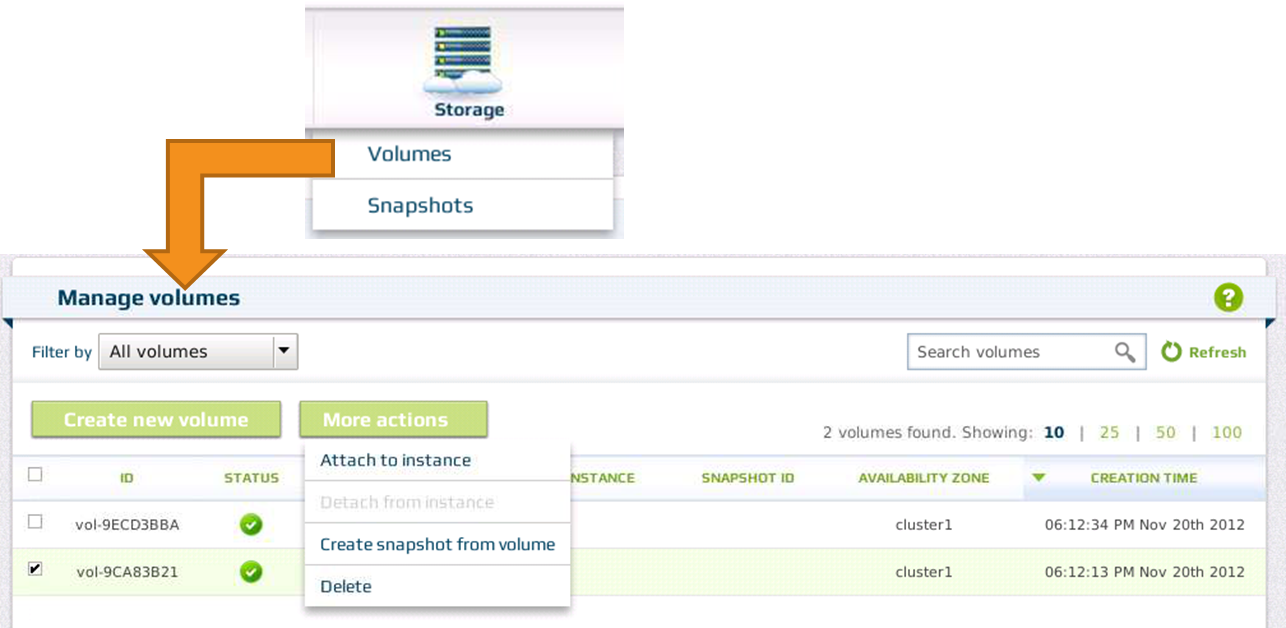 Storage
Volumes
Snapshots
Manage volumes
?
Filter by All volumes Search volumes Refresh
Create new volume More actions
2 volumes found. Showing: 10 | 25 | 50 | 100
Attach to instance
ID STATUS NSTANCE SNAPSHOT ID AVAILABILITY ZONE CREATION TIME
Detach from instance
vol-9ECD3BBA cluster1 06:12:34 PM Nov 20th 2012
Create snapshot from volume
vol-9CA83B21 cluster1 06:12:13 PM Nov 20th 2012
Delete